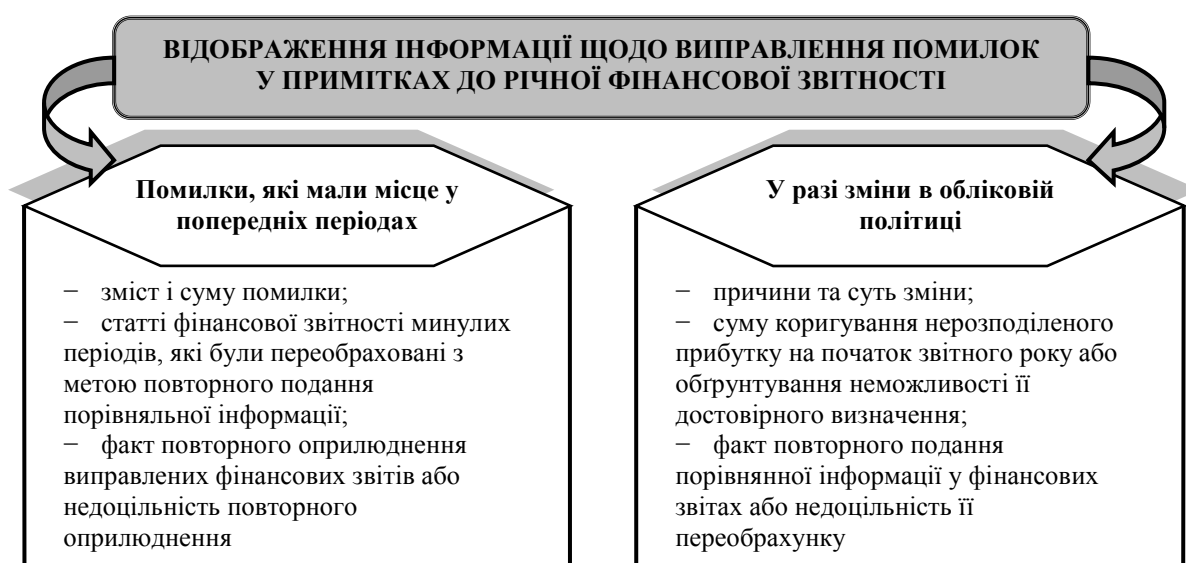 ВІДОБРАЖЕННЯ ІНФОРМАЦІЇ ЩОДО ВИПРАВЛЕННЯ ПОМИЛОК
У ПРИМІТКАХ ДО РІЧНОЇ ФІНАНСОВОЇ ЗВІТНОСТІ
Помилки, які мали місце у
попередніх періодах
− зміст і суму помилки;
− статті фінансової звітності минулих
періодів, які були переобраховані з
метою повторного подання
порівняльної інформації;
− факт повторного оприлюднення
виправлених фінансових звітів або
недоцільність повторного
оприлюднення
У разі зміни в обліковій
політиці
− причини та суть зміни;
− суму коригування нерозподіленого
прибутку на початок звітного року або
обґрунтування неможливості її
достовірного визначення;
− факт повторного подання
порівнянної інформації у фінансових
звітах або недоцільність її
переобрахунку